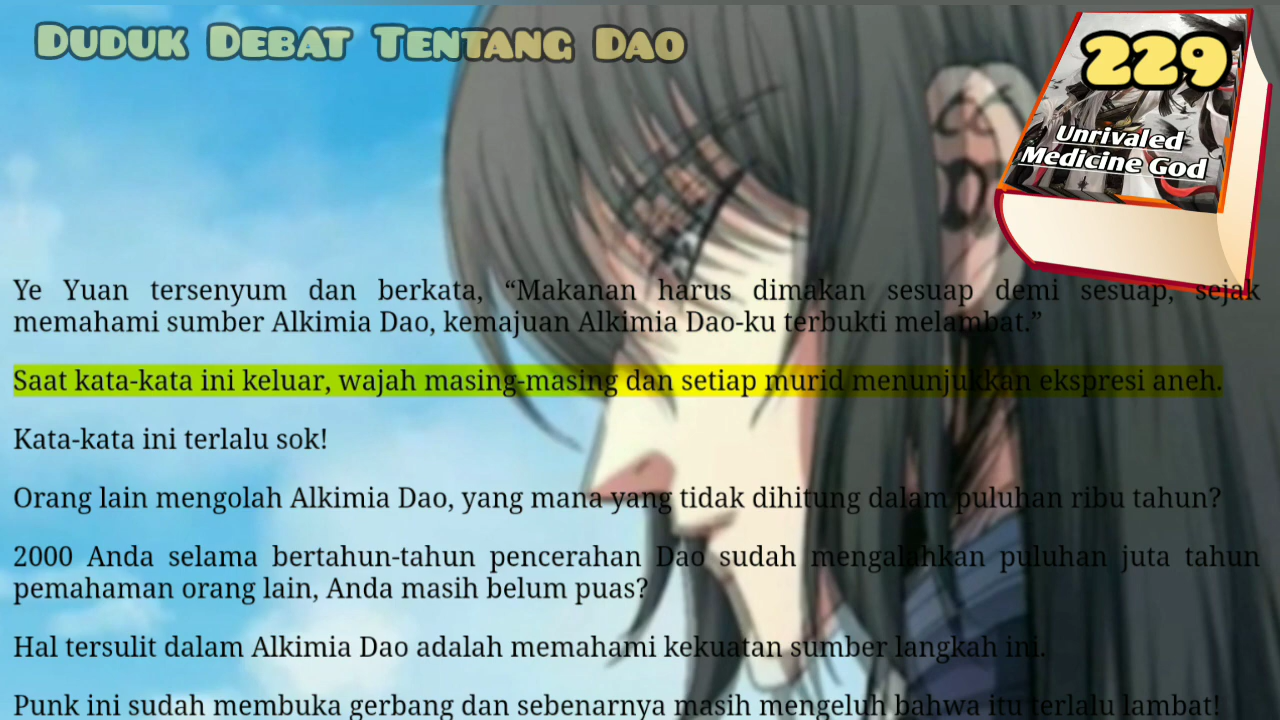 Duduk Debat Tentang Dao
229
Unrivaled
Medicine God
Ye Yuan tersenyum dan berkata, “Makanan harus dimakan sesuap demi sesuap, sejak
memahami sumber Alkimia Dao, kemajuan Alkimia Dao-ku terbukti melambat.”
Saat kata-kata ini keluar, wajah masing-masing dan setiap murid menunjukkan ekspresi aneh.
Kata-kata ini terlalu sok!
Orang lain mengolah Alkimia Dao, yang mana yang tidak dihitung dalam puluhan ribu tahun?
2000 Anda selama bertahun-tahun pencerahan Dao sudah mengalahkan puluhan juta tahun
pemahaman orang lain, Anda masih belum puas?
Hal tersulit dalam Alkimia Dao adalah memahami kekuatan sumber langkah ini.
Punk ini sudah membuka gerbang dan sebenarnya masih mengeluh bahwa itu terlalu lambat!